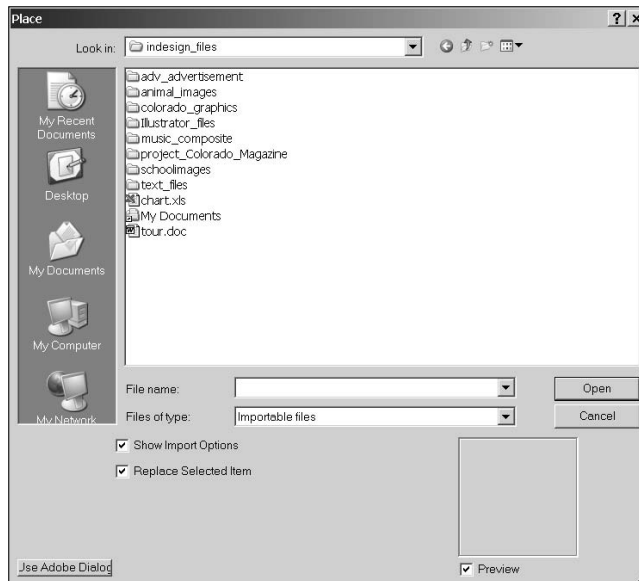 Place
Look in: indesign_files
adv_advertisement
animal_images
colorado_graphics
Illustrator_files
music_composite
project_Colorado_Magazine
schoolimages
text_files
chart.xls
My Documents
tour.doc
My Recent
Documents
Desktop
My Documents
My Computer
My Network
File name: Open
Files of type: Importable files Cancel
Show Import Options
Replace Selected Item
Jse Adobe Dialog
Preview